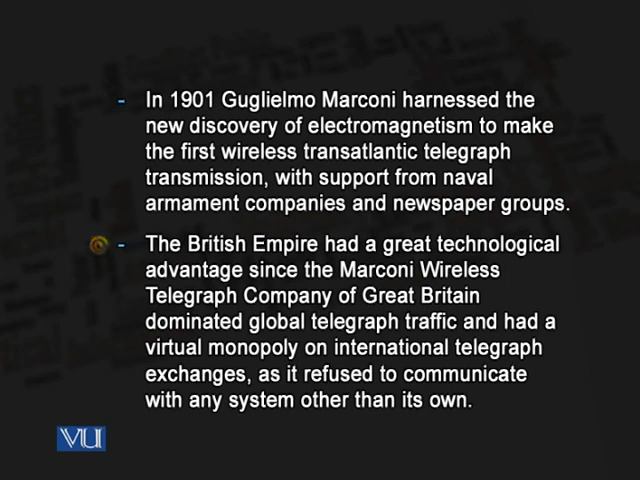 - In 1901 Guglielmo Marconi harnessed the
new discovery of electromagnetism to make
the first wireless transatlantic telegraph
transmission, with support from naval
armament companies and newspaper groups.
- The British Empire had a great technological
advantage since the Marconi Wireless
Telegraph Company of Great Britain
dominated global telegraph traffic and had a
virtual monopoly on international telegraph
exchanges, as it refused to communicate
with any system other than its own.
VU